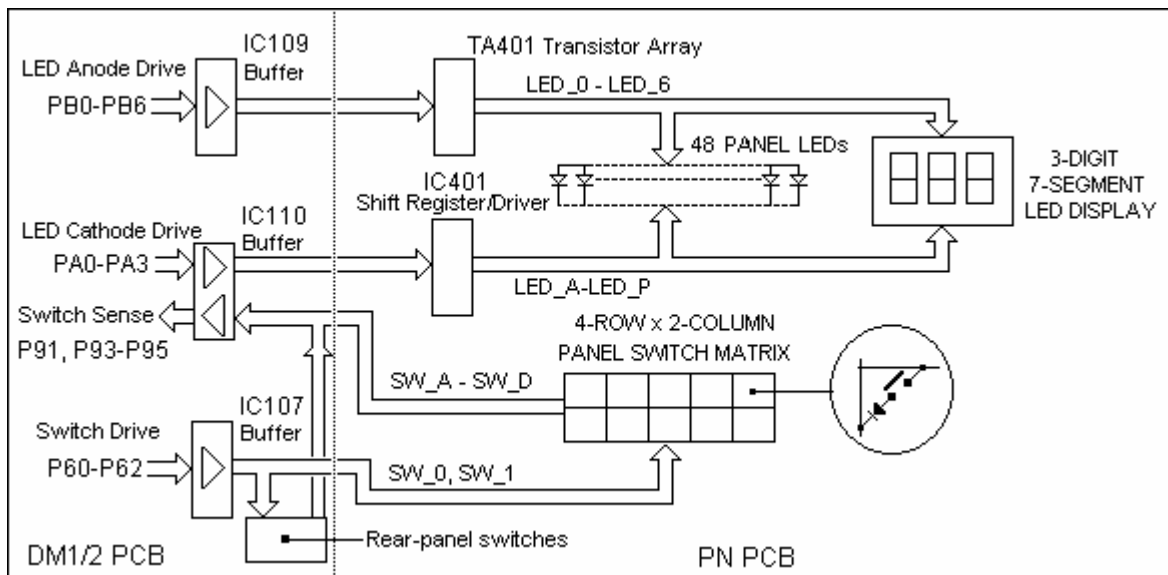 IC109
Buffer
LED Anode Drive
PB0-PB6
TA401 Transistor Array
LED_0 - LED_6
48 PANEL LEDs
3-DIGIT
7-SEGMENT
LED DISPLAY
IC401
Shift Register/Driver
LED Cathode Drive
PA0-PA3
IC110
Buffer
LED_A-LED_P
Switch Sense
P91, P93-P95
4-ROW x 2-COLUMN
PANEL SWITCH MATRIX
SW_A - SW_D
IC107
Buffer
Switch Drive
P60-P62
SW_0, SW_1
Rear-panel switches
DM1/2 PCB
PN PCB